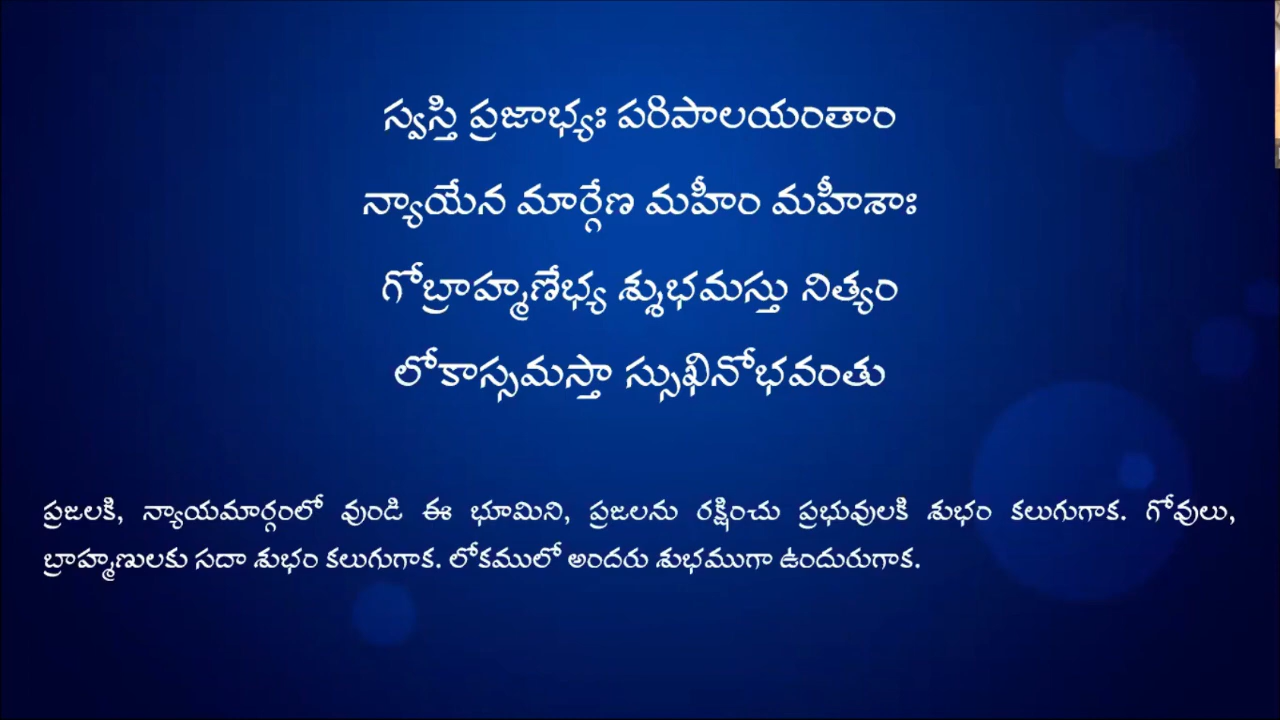 స్వస్తి ప్రజాభ్యః పరిపాలయంతాం
న్యాయేన మార్గేణ మహీం మహీశాః
గోబ్రాహ్మణేభ్య శ్శుభమస్తు నిత్యం
లోకాస్సమస్తా స్సుఖినోభవంతు
ప్రజలకి, న్యాయమార్గంలో వుండి ఈ భూమిని, ప్రజలను రక్షించు ప్రభువులకి శుభం కలుగుగాక. గోవులు,
బ్రాహ్మణులకు సదా శుభం కలుగుగాక. లోకములో అందరు శుభముగా ఉందురుగాక.